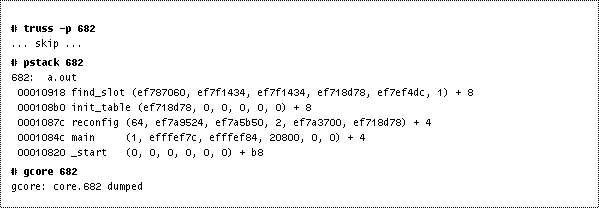 # truss -p 682
... skip ...
# pstack 682
682:  a.out
00010918 find_slot (ef787060, ef7f1434, ef7f1434, ef718d78, ef7ef4dc, 1) + 8
000108b0 init_table (ef718d78, 0, 0, 0, 0, 0) + 8
0001087c reconfig (64, ef7a9524, ef7a5b50, 2, ef7a3700, ef718d78) + 4
0001084c main     (1, efffef7c, efffef84, 20800, 0, 0) + 4
00010820 _start   (0, 0, 0, 0, 0, 0) + b8
# gcore 682
gcore: core.682 dumped